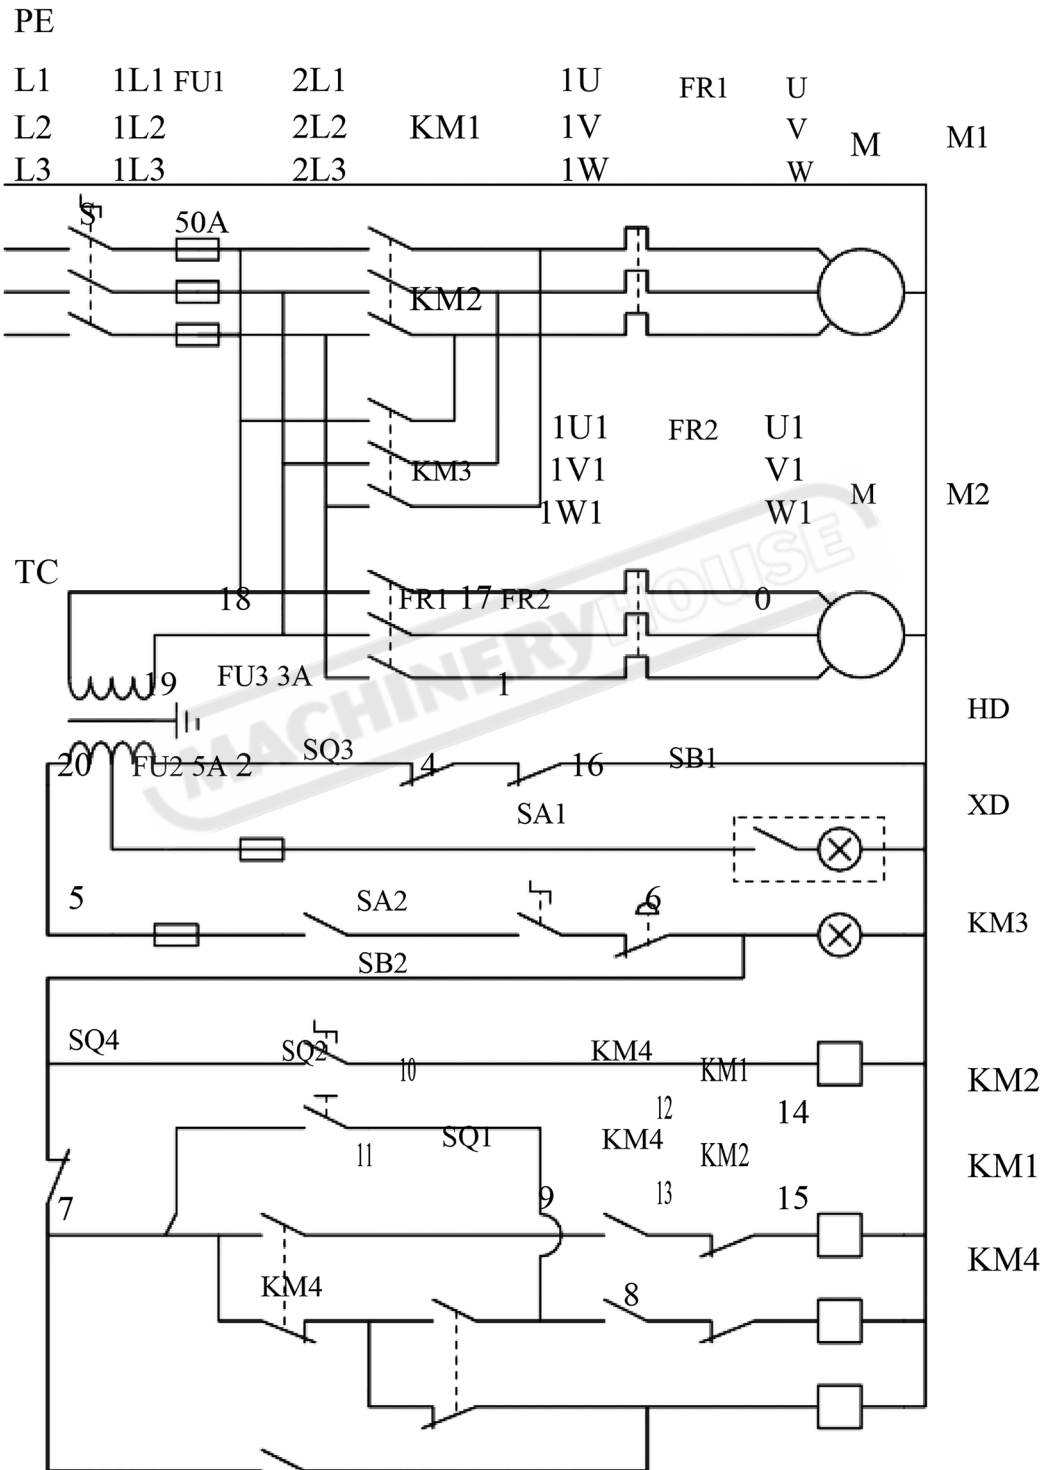 PE
L1 1L1 FU1 2L1 1U FR1 U
L2 1L2 2L2 KM1 1V V M M1
L3 1L3 2L3 1W W
S 50A
KM2
1U1 FR2 U1
KM3 1V1 V1
1W1 W1 M M2
TC
18 FR1 17 FR2 0
19 FU3 3A 1
HD
20 FU2 5A 2 SQ3 4 16 SB1
SA1 XD
5 SA2 6
KM3
SB2
SQ4 SQ2 10 KM4 KM1
KM2
12 14
11 SQ1 KM4 KM2
KM1
7 9 13 15
KM4
KM4 8
MACHINERYHOUSE